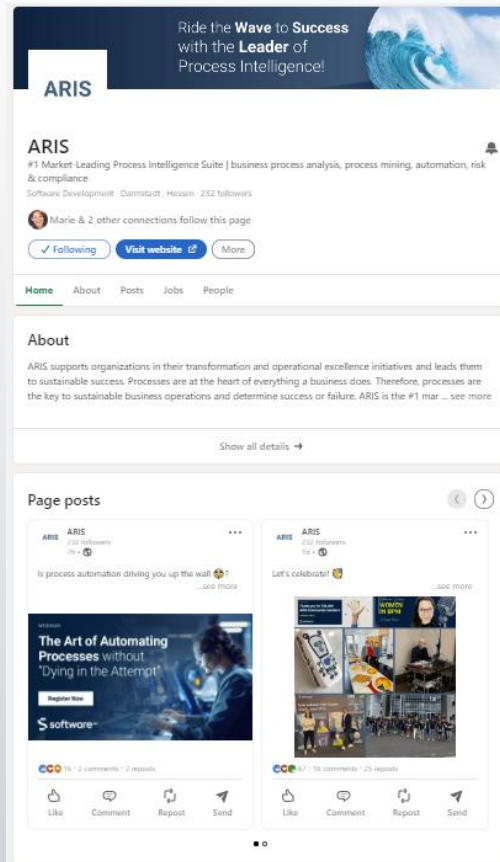 Ride the Wave to Success
with the Leader of
Process Intelligence!
ARIS
ARIS
#1 Market-Leading Process Intelligence Suite | business process analysis, process mining, automation, risk
& compliance
Software Development · Darmstadt, Hessen · 232 followers
Marie & 2 other connections follow this page
Following
Visit website
More
Home
About
Posts
Jobs
People
About
ARIS supports organizations in their transformation and operational excellence initiatives and leads them
to sustainable success. Processes are at the heart of everything a business does. Therefore, processes are
the key to sustainable business operations and determine success or failure. ARIS is the #1 mar ... see more
Show all details →
Page posts
ARIS
ARIS
232 followers
7h •
Is process automation driving you up the wall 🤯?
...see more
WEBINAR
The Art of Automating
Processes without
"Dying in the Attempt"
Register Now
software
16 · 2 comments · 2 reposts
Like
Comment
Repost
Send
ARIS
ARIS
232 followers
1d •
Let's celebrate!
...see more
WOMEN
IN BPM
67 · 16 comments · 25 reposts
Like
Comment
Repost
Send